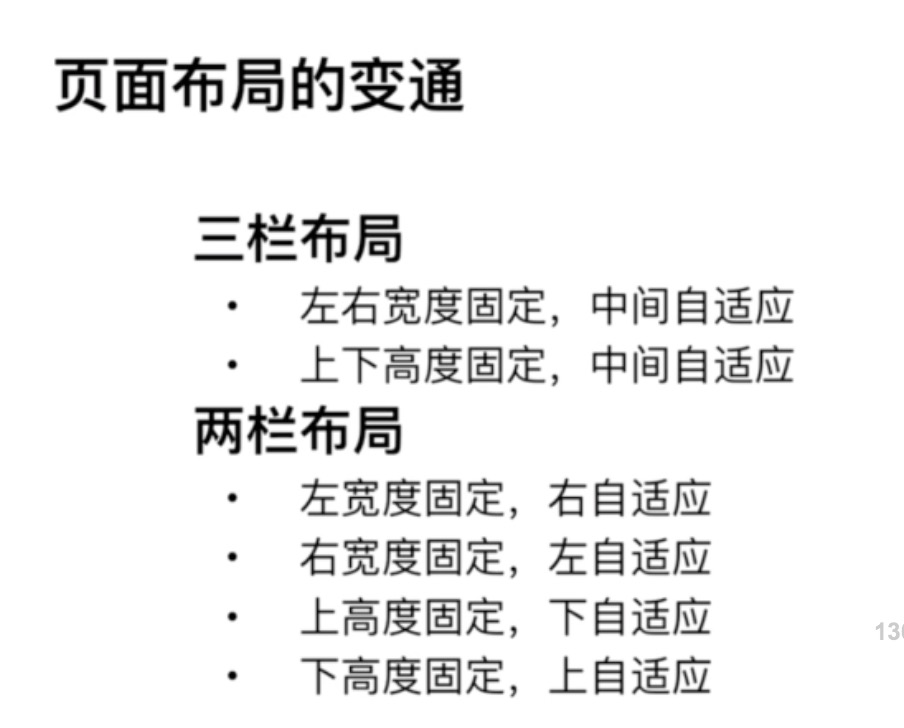 页面布局的变通
三栏布局
• 左右宽度固定，中间自适应
• 上下高度固定，中间自适应
两栏布局
• 左宽度固定，右自适应
• 右宽度固定，左自适应
• 上高度固定，下自适应
• 下高度固定，上自适应